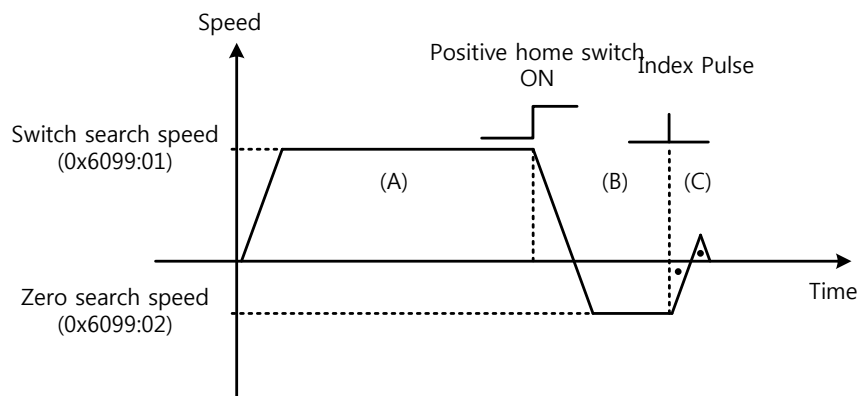 Speed
Positive home switch
ON
Index Pulse
Switch search speed
(0x6099:01)
(A)
(B)
(C)
Zero search speed
(0x6099:02)
Time